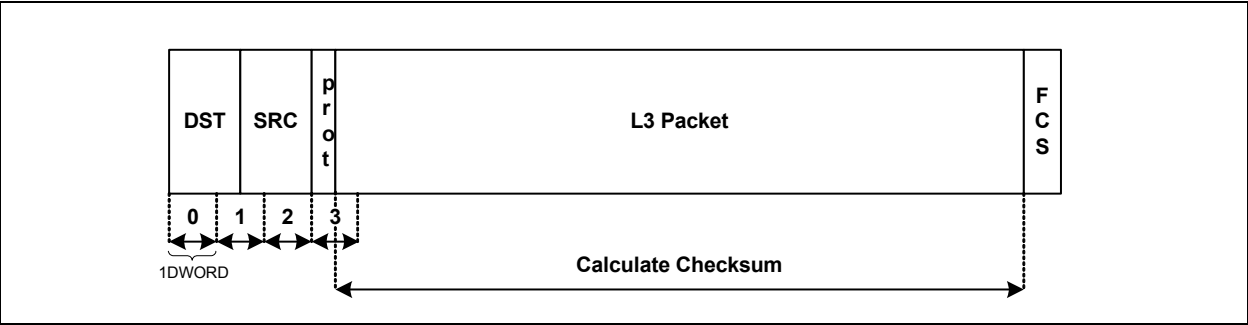 DST
SRC
p
r
o
t
L3 Packet
F
C
S
0
1
2
3
1DWORD
Calculate Checksum